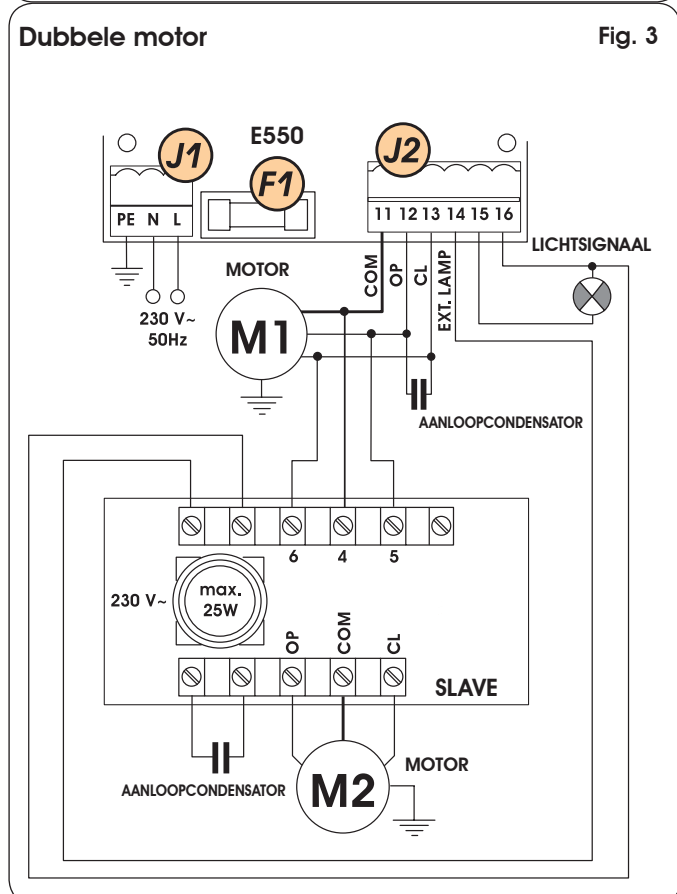 Dubbele motor
Fig. 3
E550
J1
F1
J2
PE N L
11 12 13 14 15 16
LICHTSIGNAAL
COM
OP
CL
EXT. LAMP
MOTOR
230 V~
50Hz
M1
AANLOOPCONDENSATOR
6 4 5
230 V~
max.
25W
OP
COM
CL
SLAVE
AANLOOPCONDENSATOR
M2
MOTOR